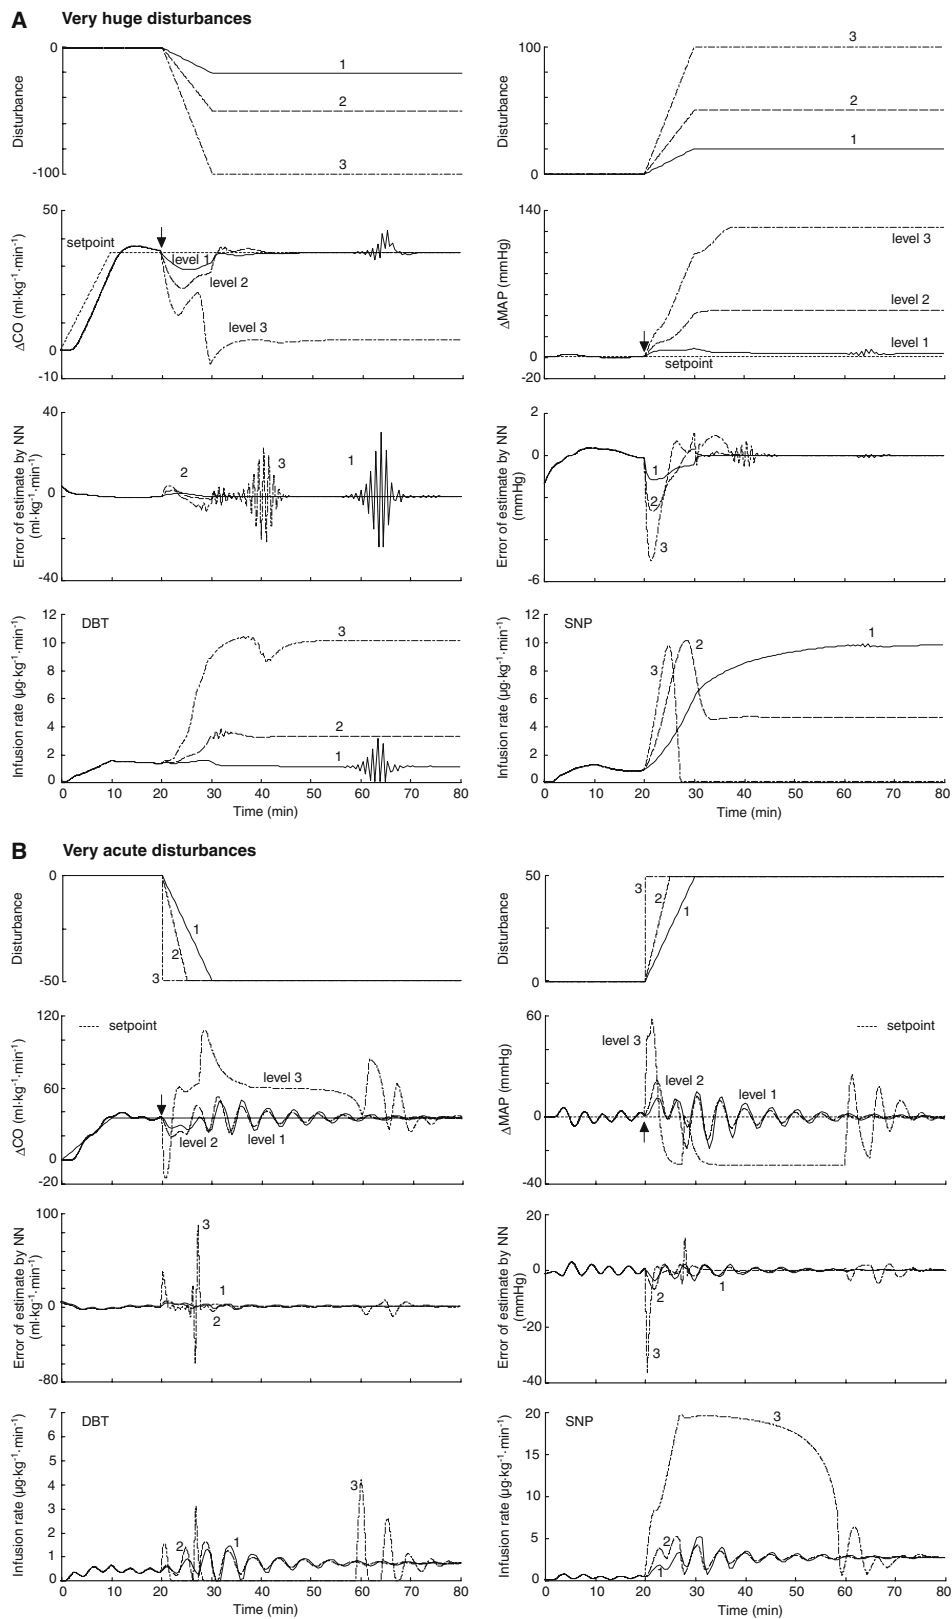 A Very huge disturbances
0
-100
Disturbance
1
2
3
100
0
Disturbance
3
2
1
50
0
-10
ΔCO (ml·kg-1·min-1)
setpoint
level 1
level 2
level 3
140
0
-20
ΔMAP (mmHg)
level 3
level 2
level 1
setpoint
40
0
-40
Error of estimate by NN
(ml·kg-1·min-1)
2
3
1
2
0
-6
Error of estimate by NN
(mmHg)
1
2
3
12
10
8
6
4
2
0
Infusion rate (µg·kg-1·min-1)
DBT
3
2
1
0 10 20 30 40 50 60 70 80
Time (min)
12
10
8
6
4
2
0
Infusion rate (µg·kg-1·min-1)
SNP
3
2
1
0 10 20 30 40 50 60 70 80
Time (min)
B Very acute disturbances
0
-50
Disturbance
1
2
3
50
0
Disturbance
3
2
1
120
60
0
-20
ΔCO (ml·kg-1·min-1)
setpoint
level 3
level 2
level 1
60
0
-40
ΔMAP (mmHg)
setpoint
level 3
level 2
level 1
100
0
-80
Error of estimate by NN
(ml·kg-1·min-1)
3
1
2
20
0
-20
-40
Error of estimate by NN
(mmHg)
2
1
3
7
6
5
4
3
2
1
0
Infusion rate (µg·kg-1·min-1)
DBT
2
1
3
0 10 20 30 40 50 60 70 80
Time (min)
20
15
10
5
0
Infusion rate (µg·kg-1·min-1)
SNP
3
2
1
0 10 20 30 40 50 60 70 80
Time (min)